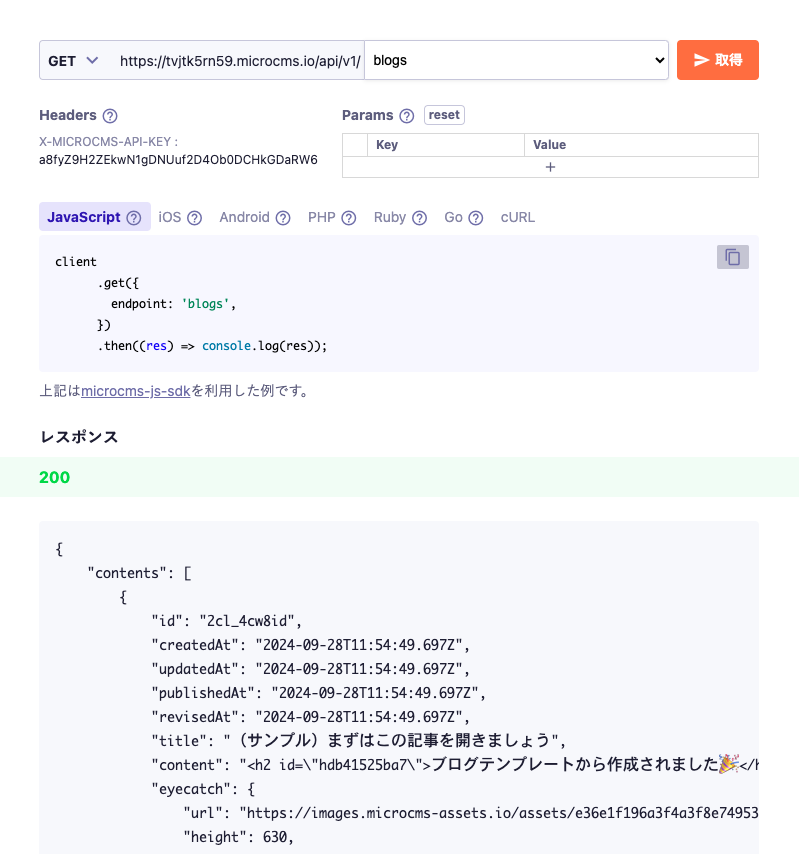 GET https://tvjtk5rn59.microcms.io/api/v1/ blogs 取得
Headers ? Params ? reset
X-MICROCMS-API-KEY :
a8fyZ9H2ZEkwN1gDNUuf2D4Ob0DCHkGDaRW6
Key Value
+
JavaScript ? iOS ? Android ? PHP ? Ruby ? Go ? cURL
client
.get({
endpoint: 'blogs',
})
.then((res) => console.log(res));
上記はmicrocms-js-sdkを利用した例です。
レスポンス
200
{
"contents": [
{
"id": "2cl_4cw8id",
"createdAt": "2024-09-28T11:54:49.697Z",
"updatedAt": "2024-09-28T11:54:49.697Z",
"publishedAt": "2024-09-28T11:54:49.697Z",
"revisedAt": "2024-09-28T11:54:49.697Z",
"title": "（サンプル）まずはこの記事を開きましょう",
"content": "<h2 id=\"hdb41525ba7\">ブログテンプレートから作成されました🎉</h
"eyecatch": {
"url": "https://images.microcms-assets.io/assets/e36e1f196a3f4a3f8e74953
"height": 630,